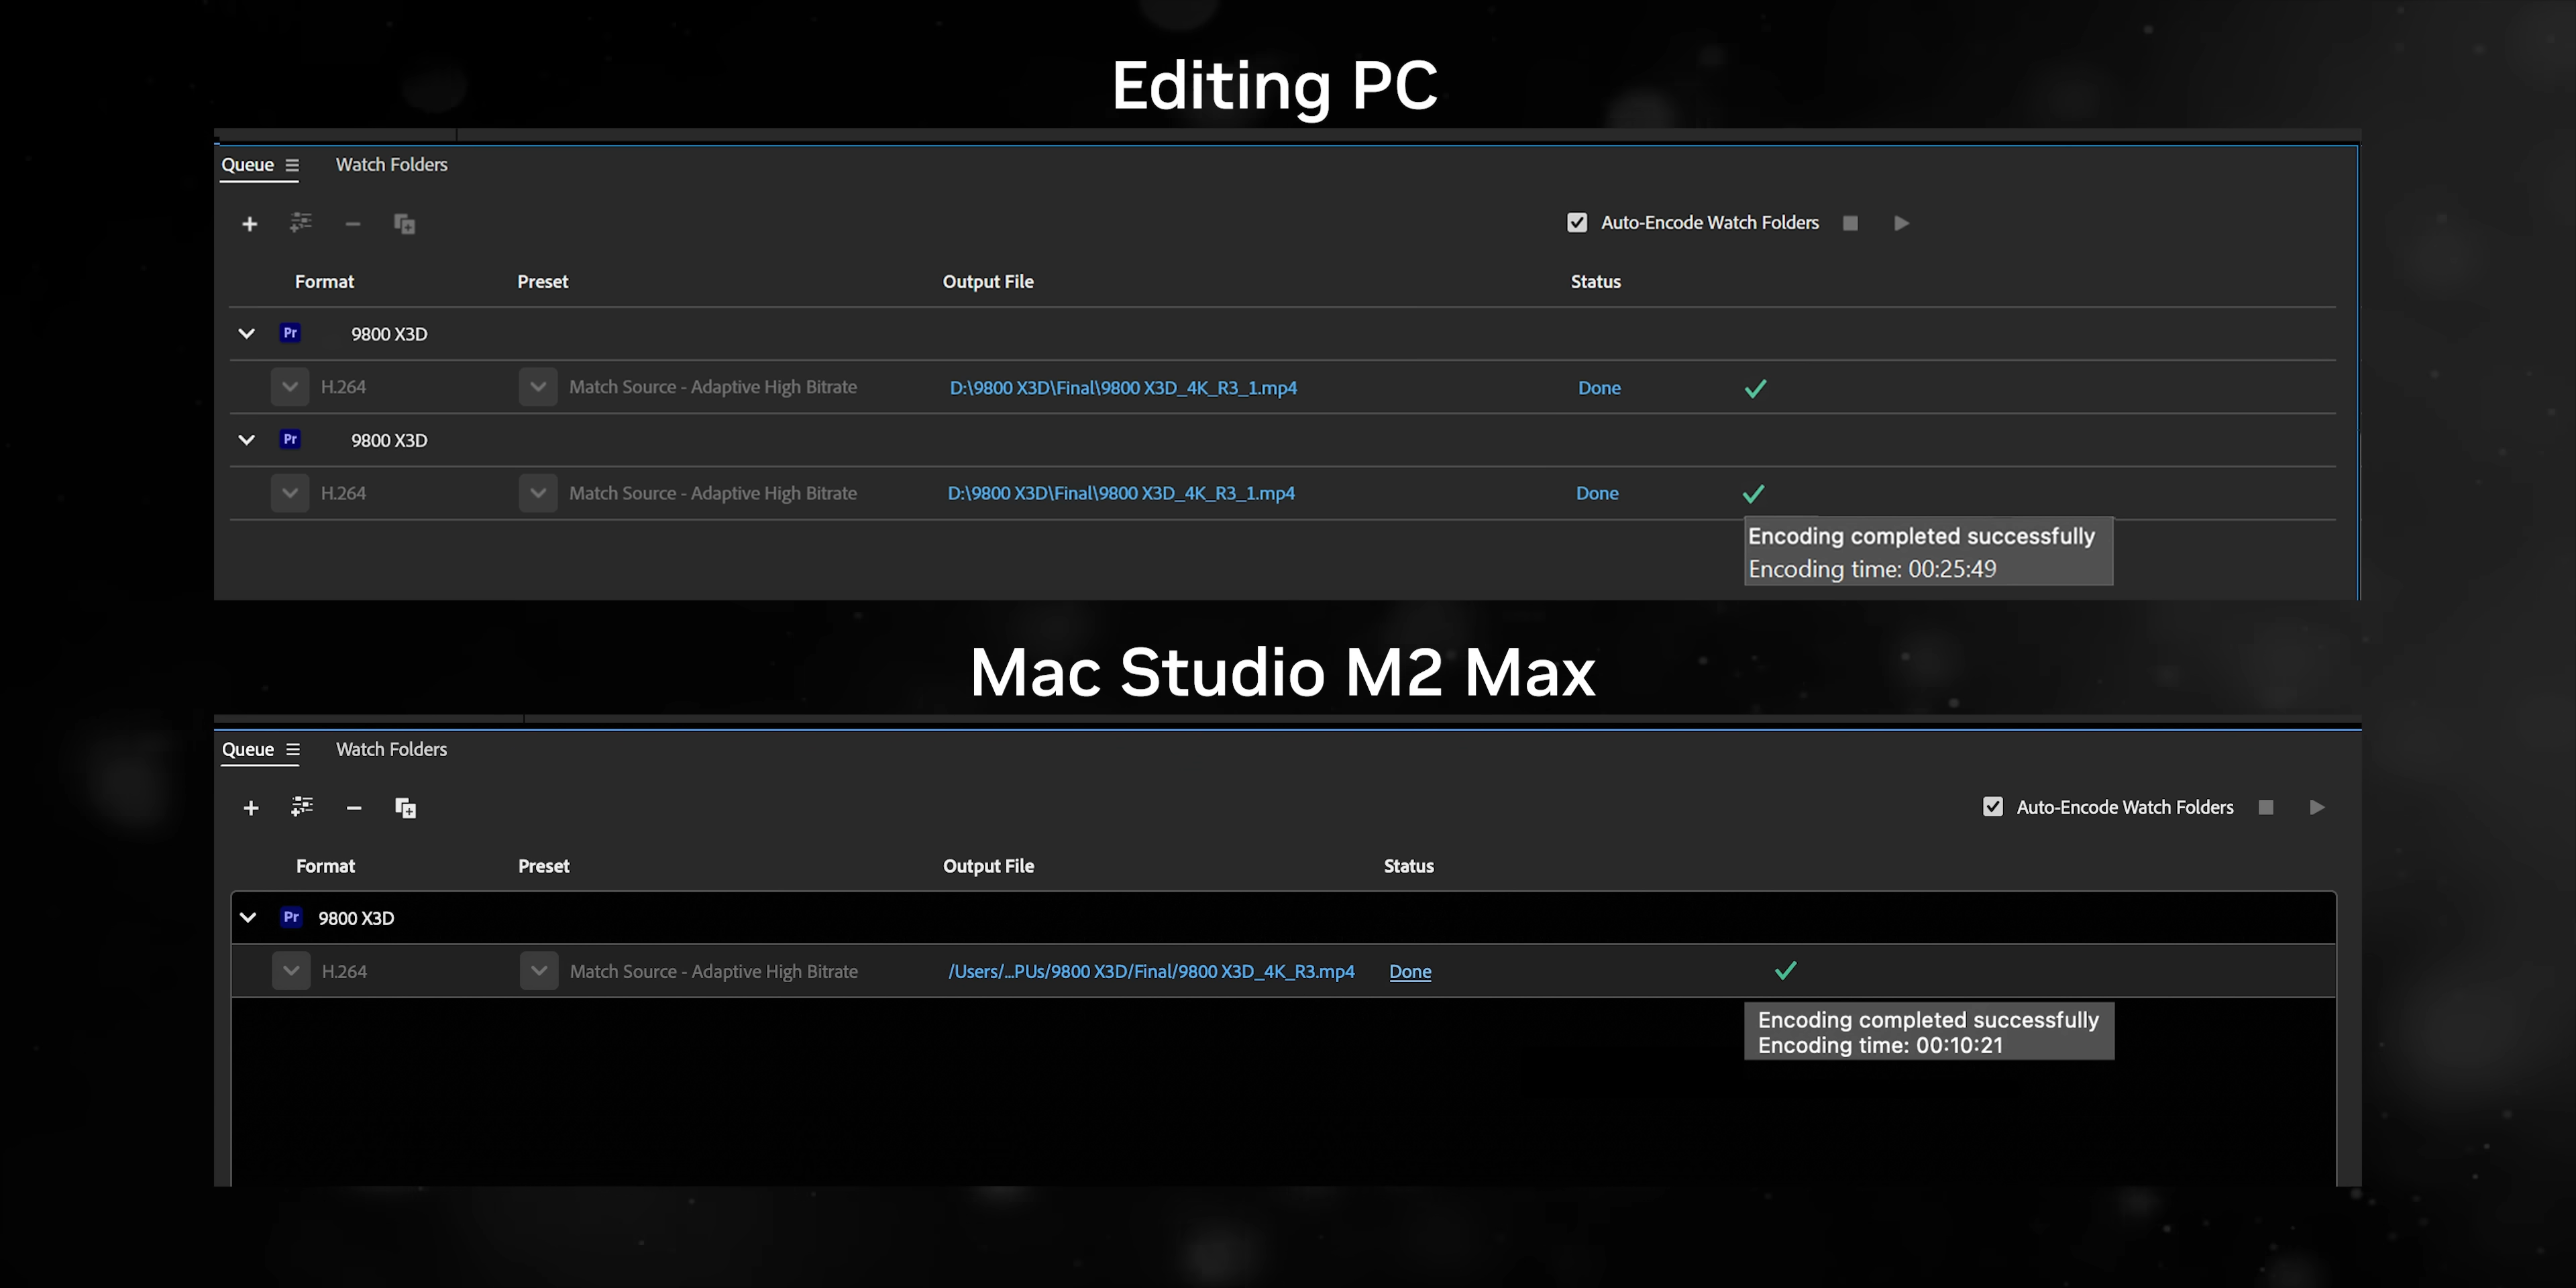 Editing PC
Queue Watch Folders
Auto-Encode Watch Folders
Format Preset Output File Status
Pr 9800 X3D
H.264 Match Source - Adaptive High Bitrate D:\9800 X3D\Final\9800 X3D_4K_R3_1.mp4 Done
Pr 9800 X3D
H.264 Match Source - Adaptive High Bitrate D:\9800 X3D\Final\9800 X3D_4K_R3_1.mp4 Done
Encoding completed successfully
Encoding time: 00:25:49
Mac Studio M2 Max
Queue Watch Folders
Auto-Encode Watch Folders
Format Preset Output File Status
Pr 9800 X3D
H.264 Match Source - Adaptive High Bitrate /Users/...PUs/9800 X3D/Final/9800 X3D_4K_R3.mp4 Done
Encoding completed successfully
Encoding time: 00:10:21